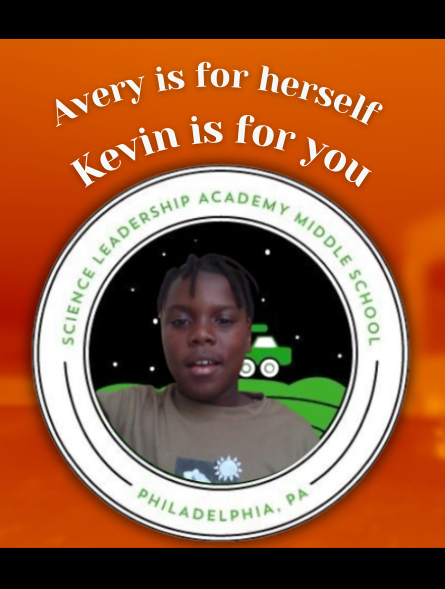 Avery is for herself
Kevin is for you
SCIENCE LEADERSHIP ACADEMY MIDDLE SCHOOL
PHILADELPHIA, PA